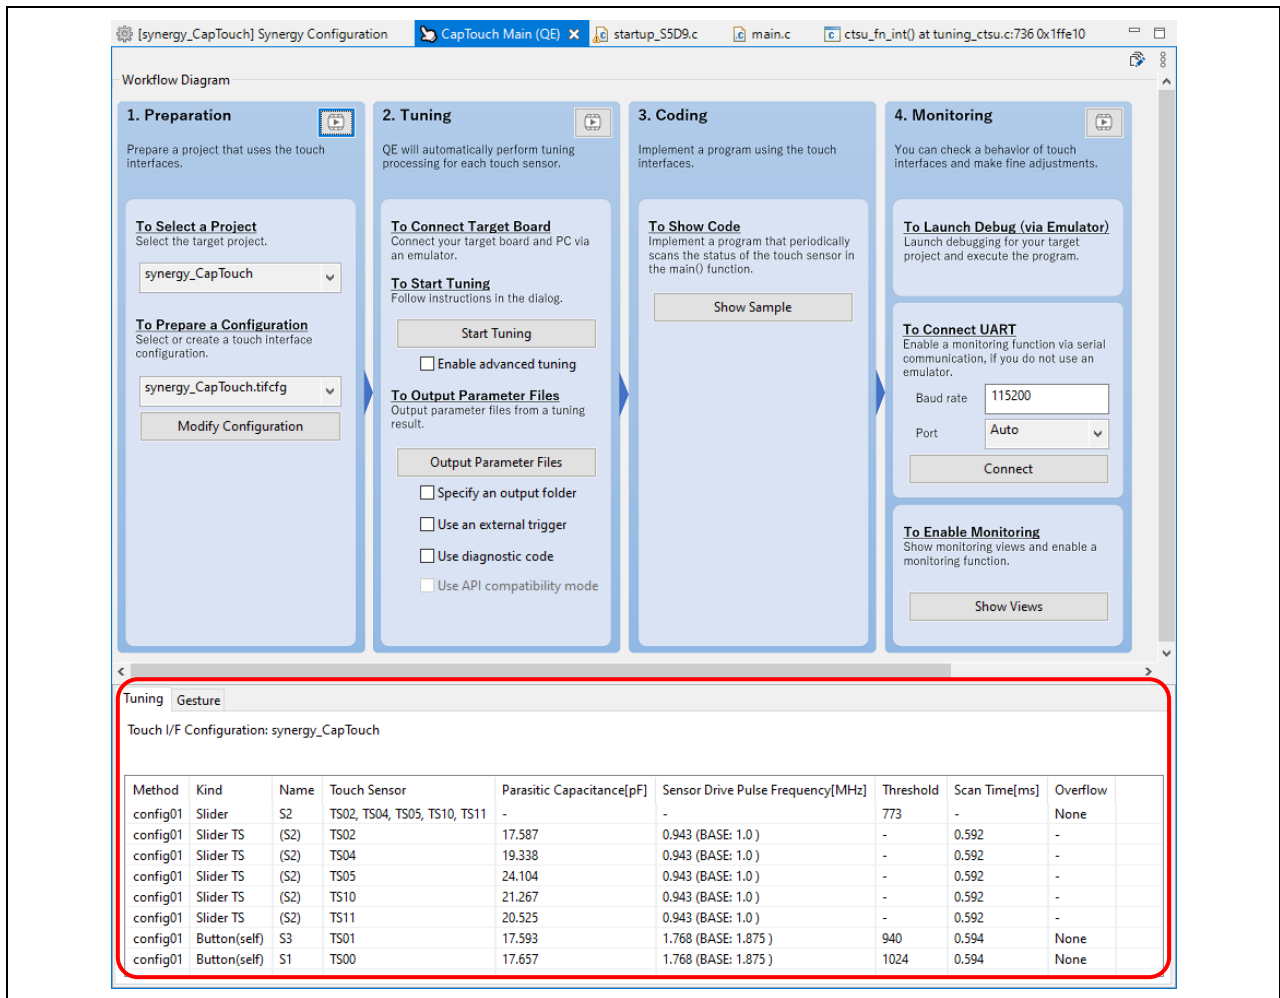 [synergy_CapTouch] Synergy Configuration
CapTouch Main (QE)
startup_S5D9.c
main.c
ctsu_fn_int() at tuning_ctsu.c:736 0x1ffe10
Workflow Diagram
1. Preparation
Prepare a project that uses the touch
interfaces.
To Select a Project
Select the target project.
synergy_CapTouch
To Prepare a Configuration
Select or create a touch interface
configuration.
synergy_CapTouch.tifcfg
Modify Configuration
2. Tuning
QE will automatically perform tuning
processing for each touch sensor.
To Connect Target Board
Connect your target board and PC via
an emulator.
To Start Tuning
Follow instructions in the dialog.
Start Tuning
Enable advanced tuning
To Output Parameter Files
Output parameter files from a tuning
result.
Output Parameter Files
Specify an output folder
Use an external trigger
Use diagnostic code
Use API compatibility mode
3. Coding
Implement a program using the touch
interfaces.
To Show Code
Implement a program that periodically
scans the status of the touch sensor in
the main() function.
Show Sample
4. Monitoring
You can check a behavior of touch
interfaces and make fine adjustments.
To Launch Debug (via Emulator)
Launch debugging for your target
project and execute the program.
To Connect UART
Enable a monitoring function via serial
communication, if you do not use an
emulator.
Baud rate 115200
Port Auto
Connect
To Enable Monitoring
Show monitoring views and enable a
monitoring function.
Show Views
Tuning Gesture
Touch I/F Configuration: synergy_CapTouch
Method Kind Name Touch Sensor Parasitic Capacitance[pF] Sensor Drive Pulse Frequency[MHz] Threshold Scan Time[ms] Overflow
config01 Slider S2 TS02, TS04, TS05, TS10, TS11 - - 773 - None
config01 Slider TS (S2) TS02 17.587 0.943 (BASE: 1.0 ) - 0.592 -
config01 Slider TS (S2) TS04 19.338 0.943 (BASE: 1.0 ) - 0.592 -
config01 Slider TS (S2) TS05 24.104 0.943 (BASE: 1.0 ) - 0.592 -
config01 Slider TS (S2) TS10 21.267 0.943 (BASE: 1.0 ) - 0.592 -
config01 Slider TS (S2) TS11 20.525 0.943 (BASE: 1.0 ) - 0.592 -
config01 Button(self) S3 TS01 17.593 1.768 (BASE: 1.875 ) 940 0.594 None
config01 Button(self) S1 TS00 17.657 1.768 (BASE: 1.875 ) 1024 0.594 None